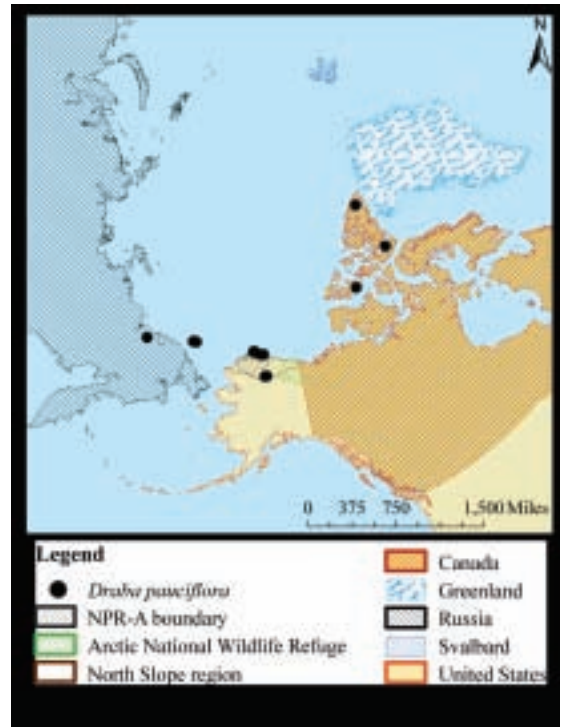 N
0 375 750 1,500 Miles
Legend
Draba pauciflora
NPR-A boundary
Arctic National Wildlife Refuge
North Slope region
Canada
Greenland
Russia
Svalbard
United States